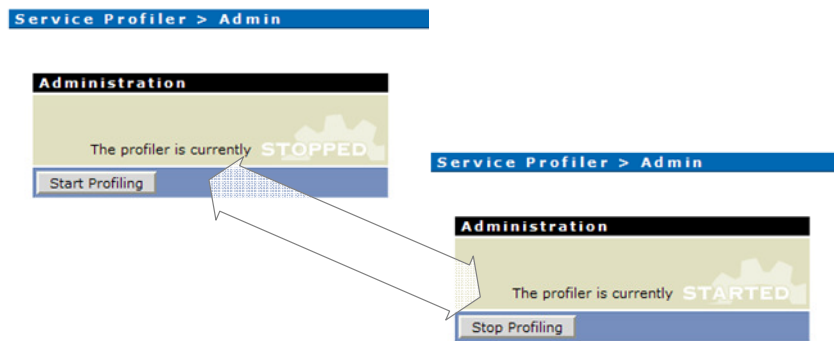 Service Profiler > Admin
Administration
The profiler is currently STOPPED
Start Profiling
Service Profiler > Admin
Administration
The profiler is currently STARTED
Stop Profiling